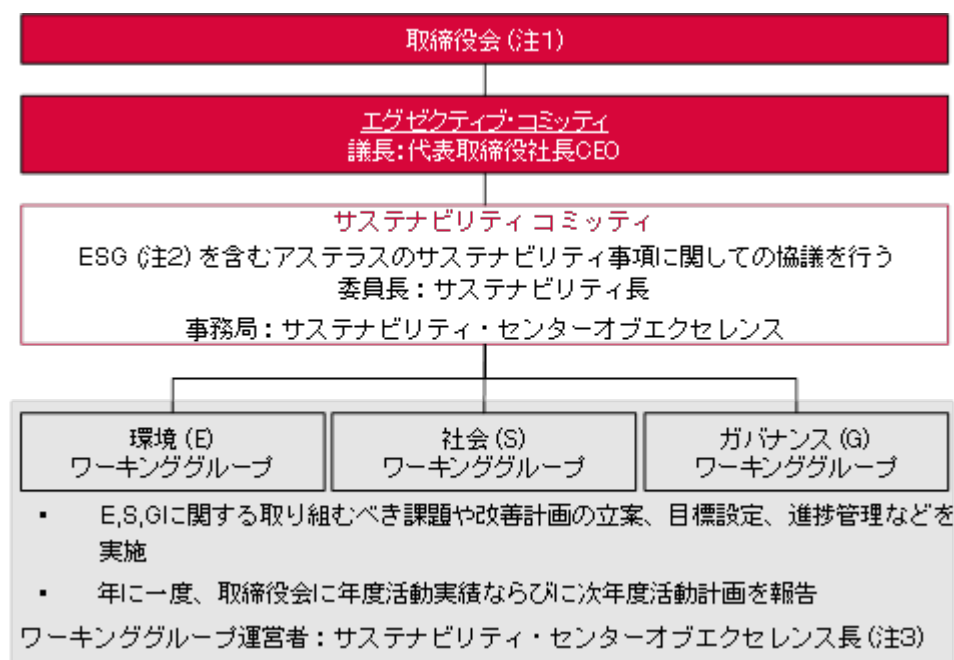 取締役会 (注1)
エグゼクティブ・コミッティ
議長：代表取締役社長CEO
サステナビリティ コミッティ
ESG (注2) を含むアステラスのサステナビリティ事項に関しての協議を行う
委員長：サステナビリティ長
事務局：サステナビリティ・センターオブエクセレンス
環境 (E)
ワーキンググループ
社会 (S)
ワーキンググループ
ガバナンス (G)
ワーキンググループ
▪ E,S,Gに関する取り組むべき課題や改善計画の立案、目標設定、進捗管理などを
実施
▪ 年に一度、取締役会に年度活動実績ならびに次年度活動計画を報告
ワーキンググループ運営者：サステナビリティ・センターオブエクセレンス長 (注3)